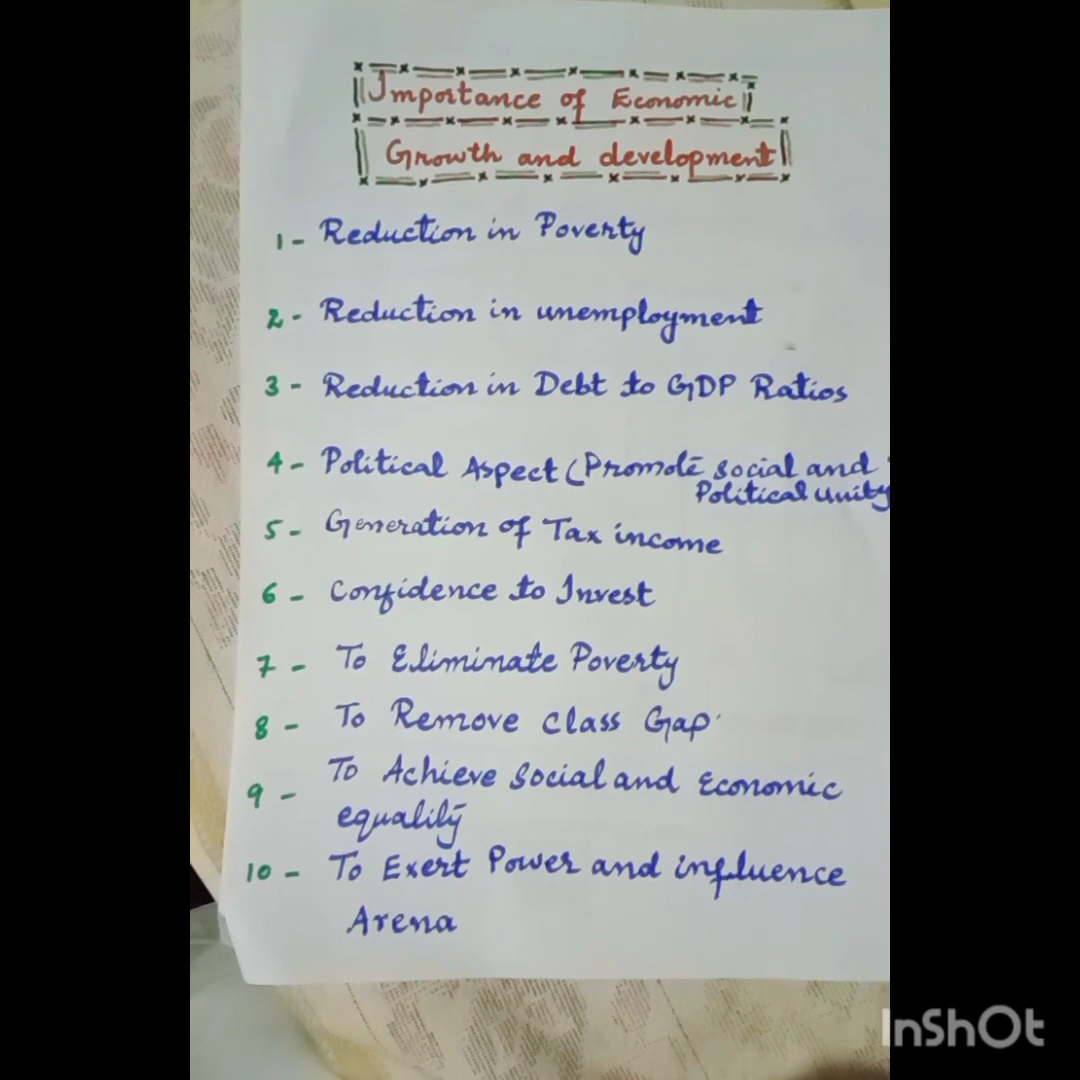 Importance of Economic
Growth and development
1- Reduction in Poverty
2- Reduction in unemployment
3- Reduction in Debt to GDP Ratios
4- Political Aspect (Promote social and
Political unity
5- Generation of Tax income
6- Confidence to Invest
7- To Eliminate Poverty
8- To Remove class Gap
9- To Achieve Social and Economic
equality
10- To Exert Power and influence
Arena
InShOt